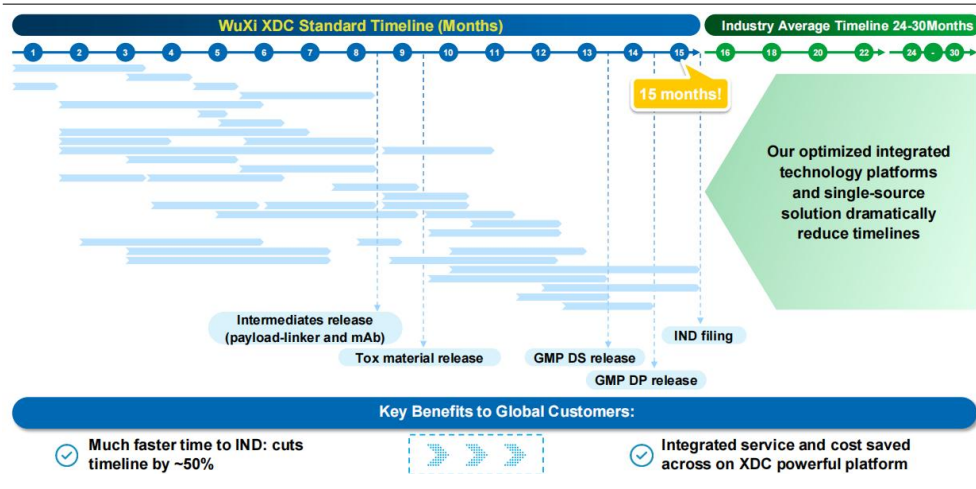 WuXi XDC Standard Timeline (Months)
Industry Average Timeline 24-30Months
1 2 3 4 5 6 7 8 9 10 11 12 13 14 15 16 18 20 22 24 - 30
15 months!
Our optimized integrated
technology platforms
and single-source
solution dramatically
reduce timelines
Intermediates release
(payload-linker and mAb)
Tox material release
GMP DS release
GMP DP release
IND filing
Key Benefits to Global Customers:
Much faster time to IND: cuts
timeline by ~50%
Integrated service and cost saved
across on XDC powerful platform